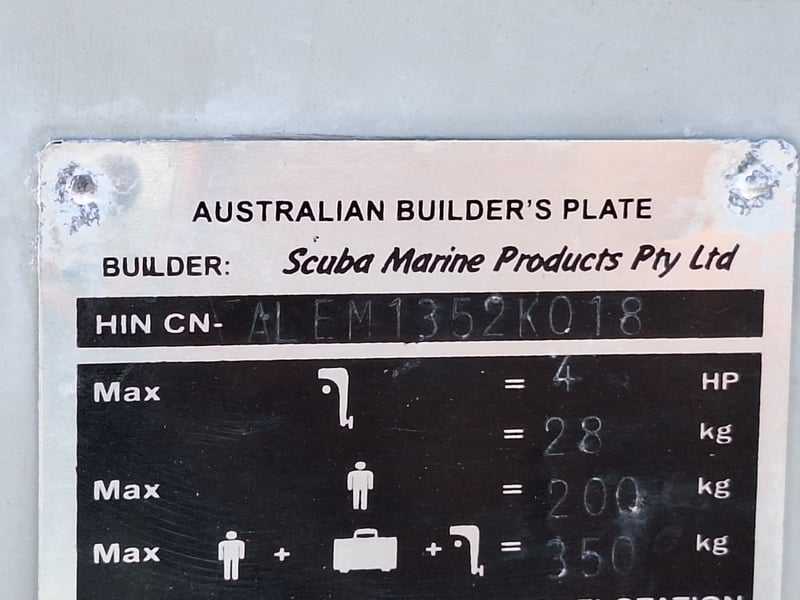 AUSTRALIAN BUILDER'S PLATE
BUILDER: Scuba Marine Products Pty Ltd
HIN CN- ALEM1352K018
Max = 4 HP
= 28 kg
Max = 200 kg
Max + + = 350 kg